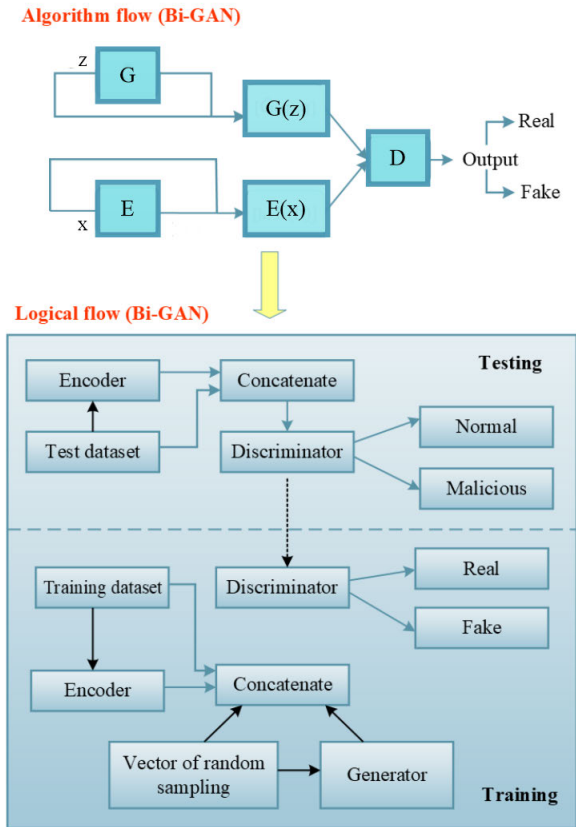 Algorithm flow (Bi-GAN)
z
G
G(z)
D
Output
Real
Fake
x
E
E(x)
Logical flow (Bi-GAN)
Testing
Encoder
Concatenate
Test dataset
Discriminator
Normal
Malicious
Training dataset
Discriminator
Real
Fake
Encoder
Concatenate
Vector of random
sampling
Generator
Training